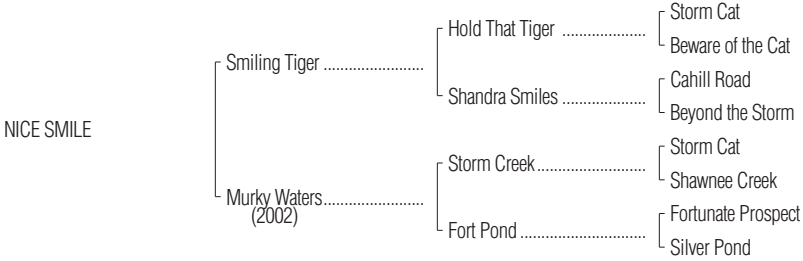 Storm Cat
Hold That Tiger ....................
Beware of the Cat
Smiling Tiger ........................
Cahill Road
Shandra Smiles ....................
Beyond the Storm
NICE SMILE
Storm Cat
Storm Creek..........................
Shawnee Creek
Murky Waters........................
(2002)
Fortunate Prospect
Fort Pond ..............................
Silver Pond